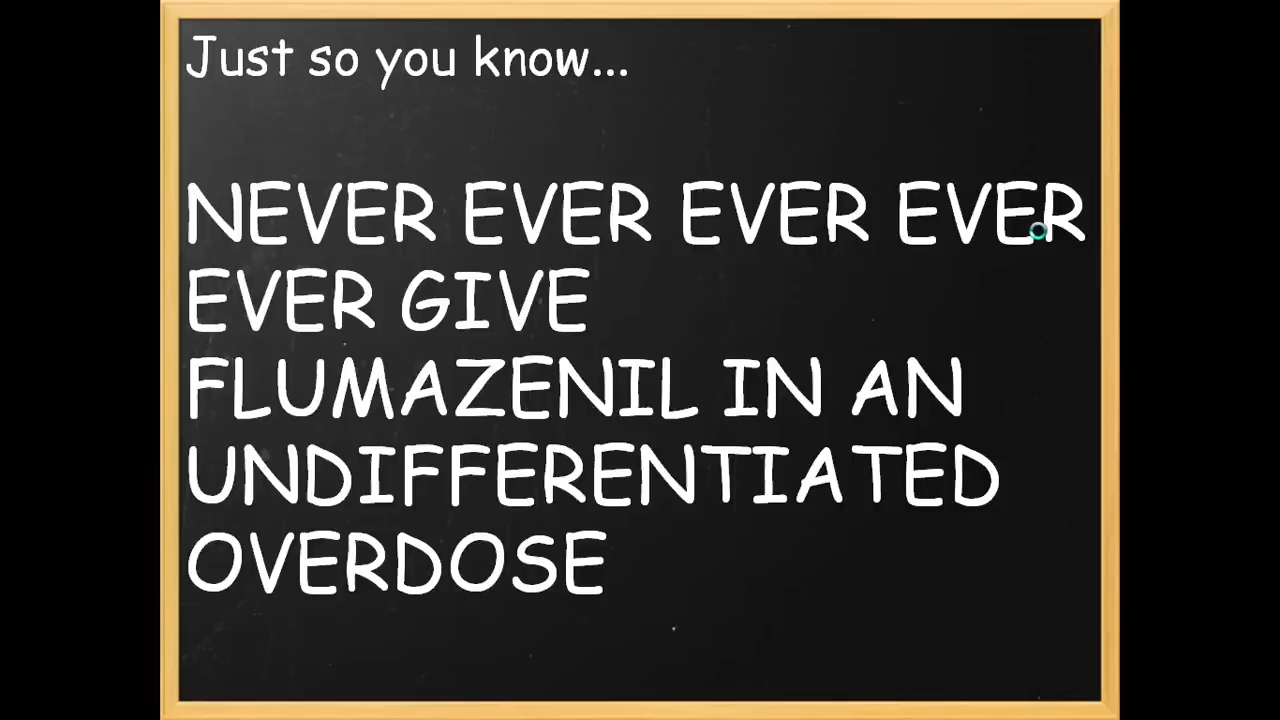 Just so you know...
NEVER EVER EVER EVER
EVER GIVE
FLUMAZENIL IN AN
UNDIFFERENTIATED
OVERDOSE